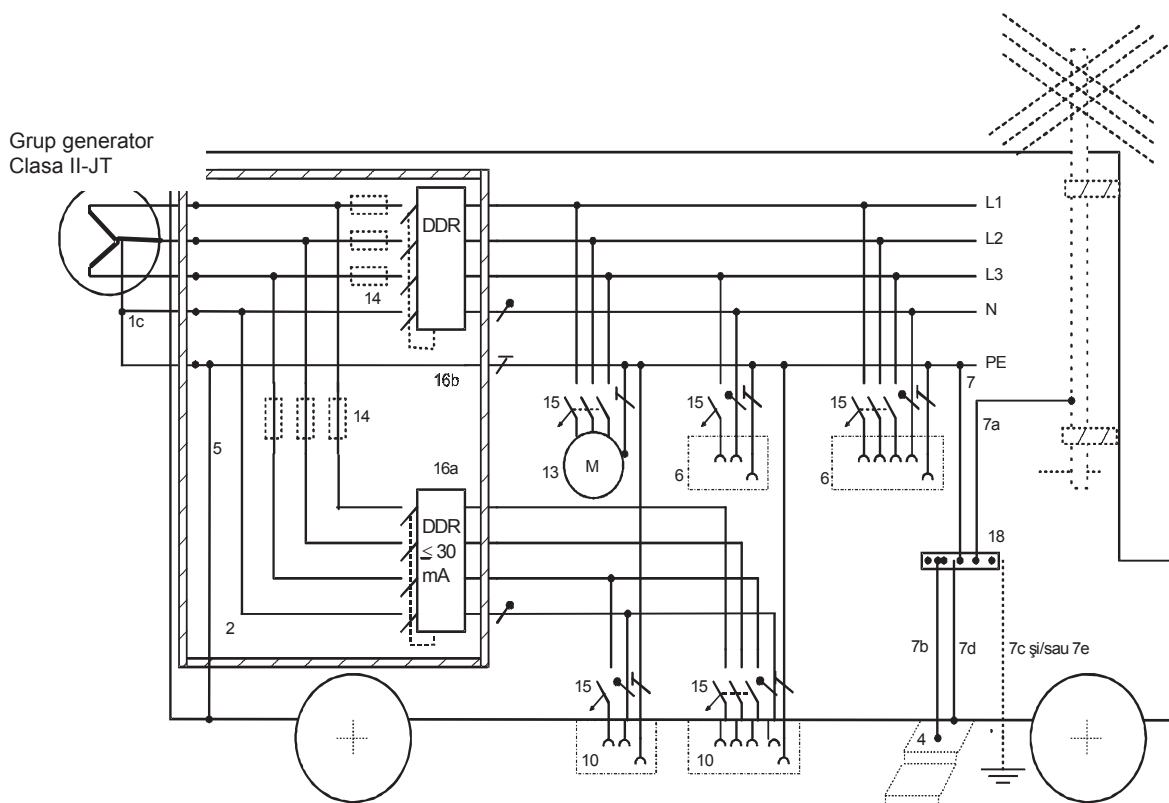 Grup generator
Clasa II-JT
DDR
L1
L2
L3
14
N
1c
PE
16b
7
15
15
15
7a
14
5
M
13
6
6
16a
DDR
≤ 30
mA
18
2
7b
7d
7c şi/sau 7e
15
15
4
10
10